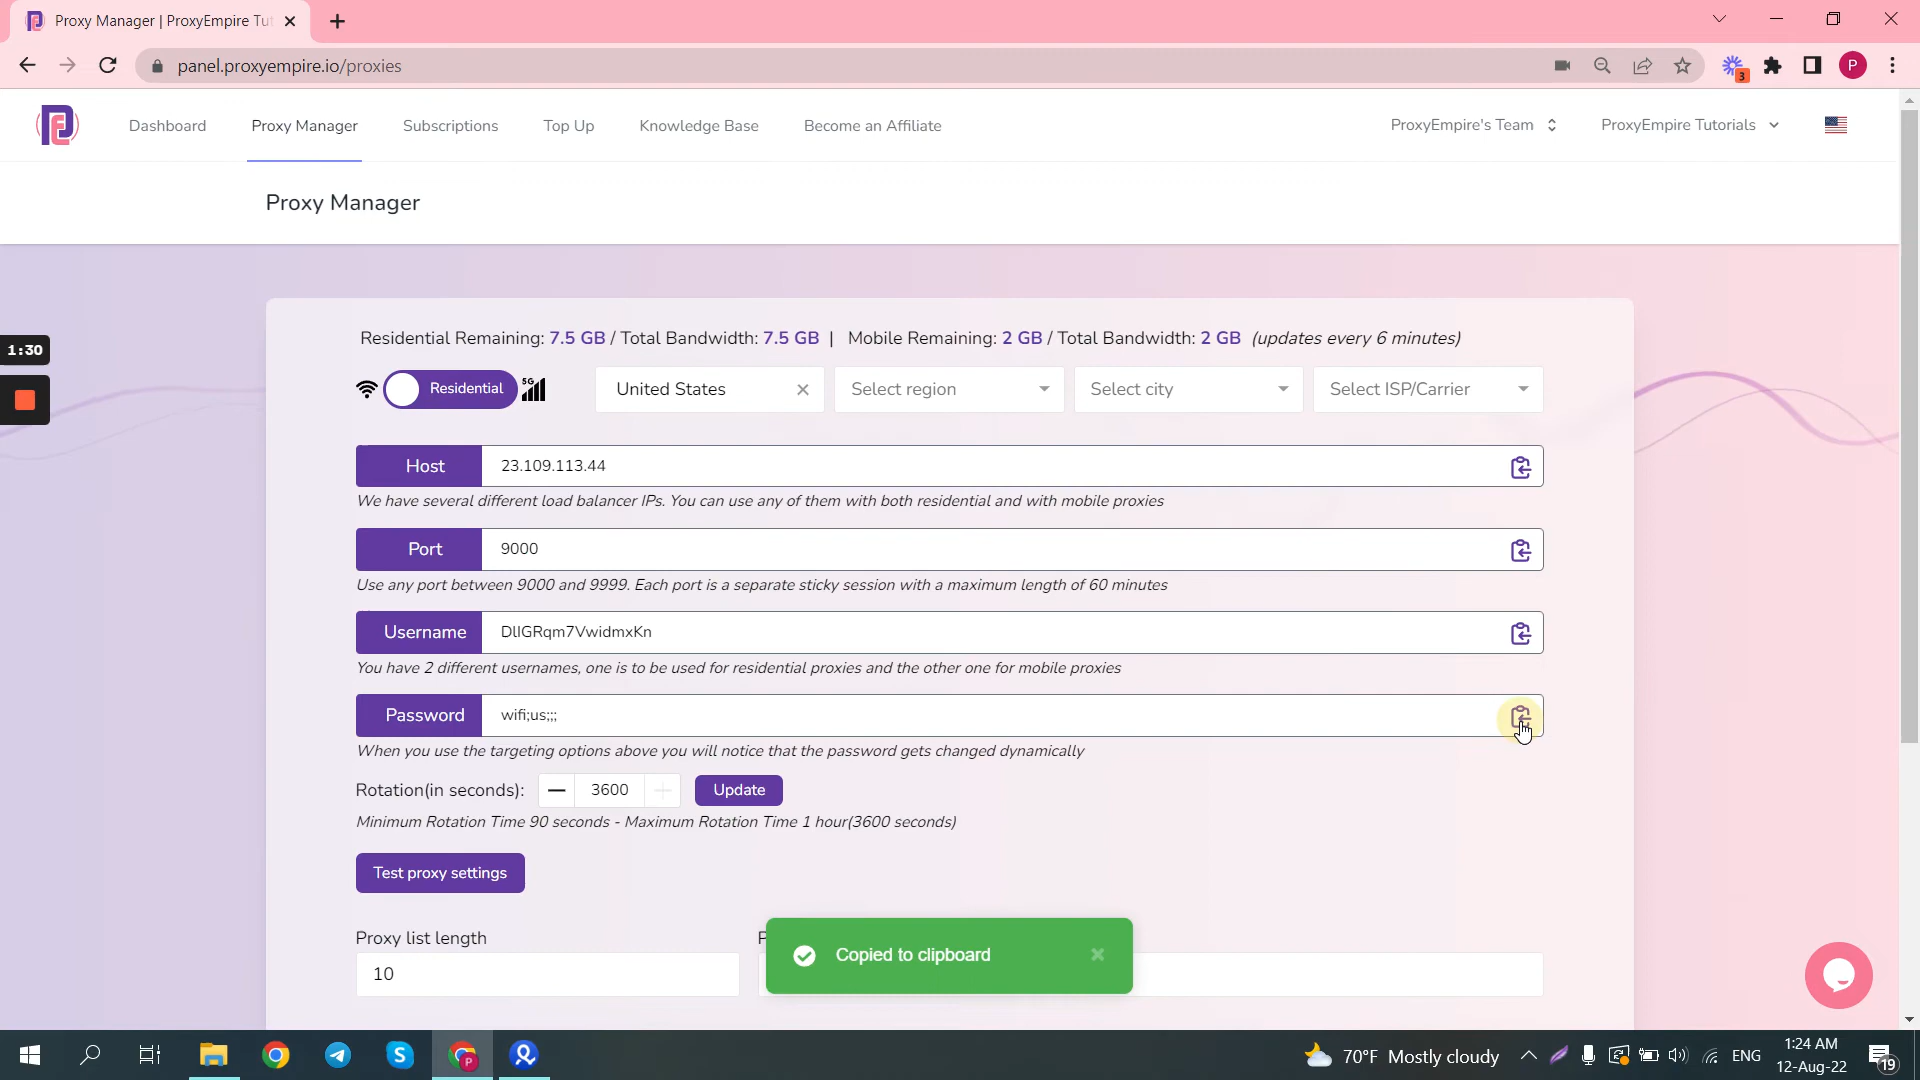 Proxy Manager | ProxyEmpire Tut
panel.proxyempire.io/proxies
3
P
Dashboard
Proxy Manager
Subscriptions
Top Up
Knowledge Base
Become an Affiliate
ProxyEmpire's Team
ProxyEmpire Tutorials
Proxy Manager
1:30
Residential Remaining: 7.5 GB / Total Bandwidth: 7.5 GB | Mobile Remaining: 2 GB / Total Bandwidth: 2 GB (updates every 6 minutes)
Residential
5G
United States
Select region
Select city
Select ISP/Carrier
Host
23.109.113.44
We have several different load balancer IPs. You can use any of them with both residential and with mobile proxies
Port
9000
Use any port between 9000 and 9999. Each port is a separate sticky session with a maximum length of 60 minutes
Username
DlIGRqm7VwidmxKn
You have 2 different usernames, one is to be used for residential proxies and the other one for mobile proxies
Password
wifi;us;;;
When you use the targeting options above you will notice that the password gets changed dynamically
Rotation(in seconds):
3600
Update
Minimum Rotation Time 90 seconds - Maximum Rotation Time 1 hour(3600 seconds)
Test proxy settings
Proxy list length
10
Copied to clipboard
P
70°F Mostly cloudy
ENG
1:24 AM
12-Aug-22
19